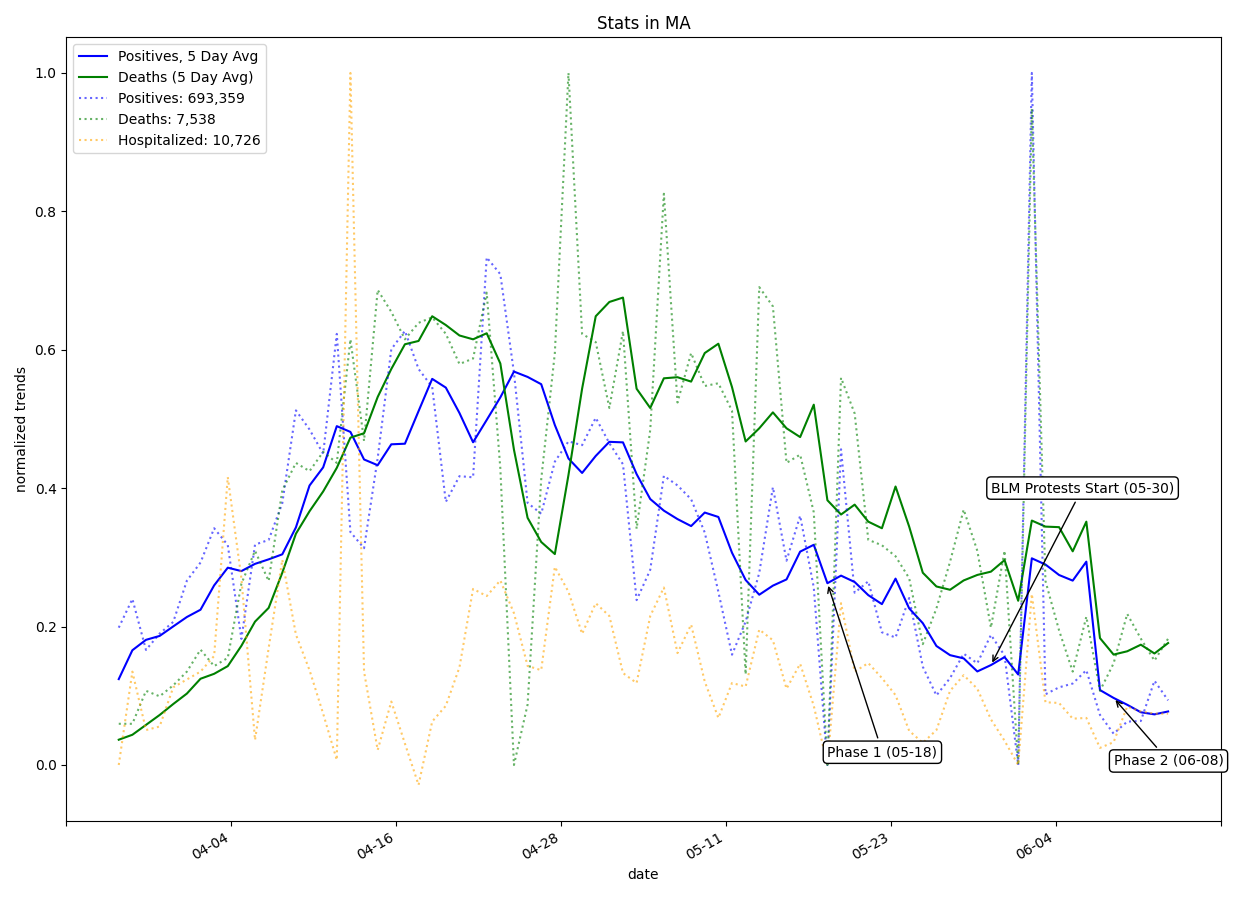 Stats in MA
Positives, 5 Day Avg
Deaths (5 Day Avg)
Positives: 693,359
Deaths: 7,538
Hospitalized: 10,726
1.0
0.8
0.6
0.4
0.2
0.0
normalized trends
BLM Protests Start (05-30)
Phase 1 (05-18)
Phase 2 (06-08)
04-04
04-16
04-28
05-11
05-23
06-04
date